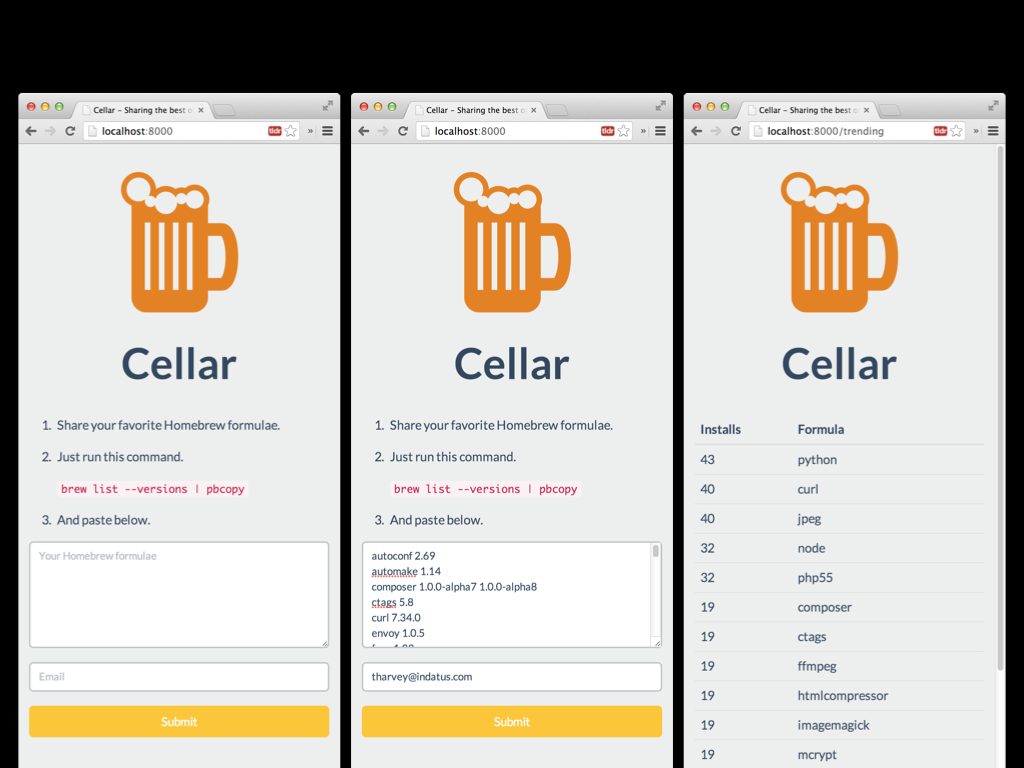 Cellar – Sharing the best o
localhost:8000
tldr
Cellar
1. Share your favorite Homebrew formulae.
2. Just run this command.
brew list --versions | pbcopy
3. And paste below.
Your Homebrew formulae
Email
Submit
Cellar – Sharing the best o
localhost:8000
tldr
Cellar
1. Share your favorite Homebrew formulae.
2. Just run this command.
brew list --versions | pbcopy
3. And paste below.
autoconf 2.69
automake 1.14
composer 1.0.0-alpha7 1.0.0-alpha8
ctags 5.8
curl 7.34.0
envoy 1.0.5
tharvey@indatus.com
Submit
Cellar – Sharing the best o
localhost:8000/trending
tldr
Cellar
Installs Formula
43 python
40 curl
40 jpeg
32 node
32 php55
19 composer
19 ctags
19 ffmpeg
19 htmlcompressor
19 imagemagick
19 mcrypt